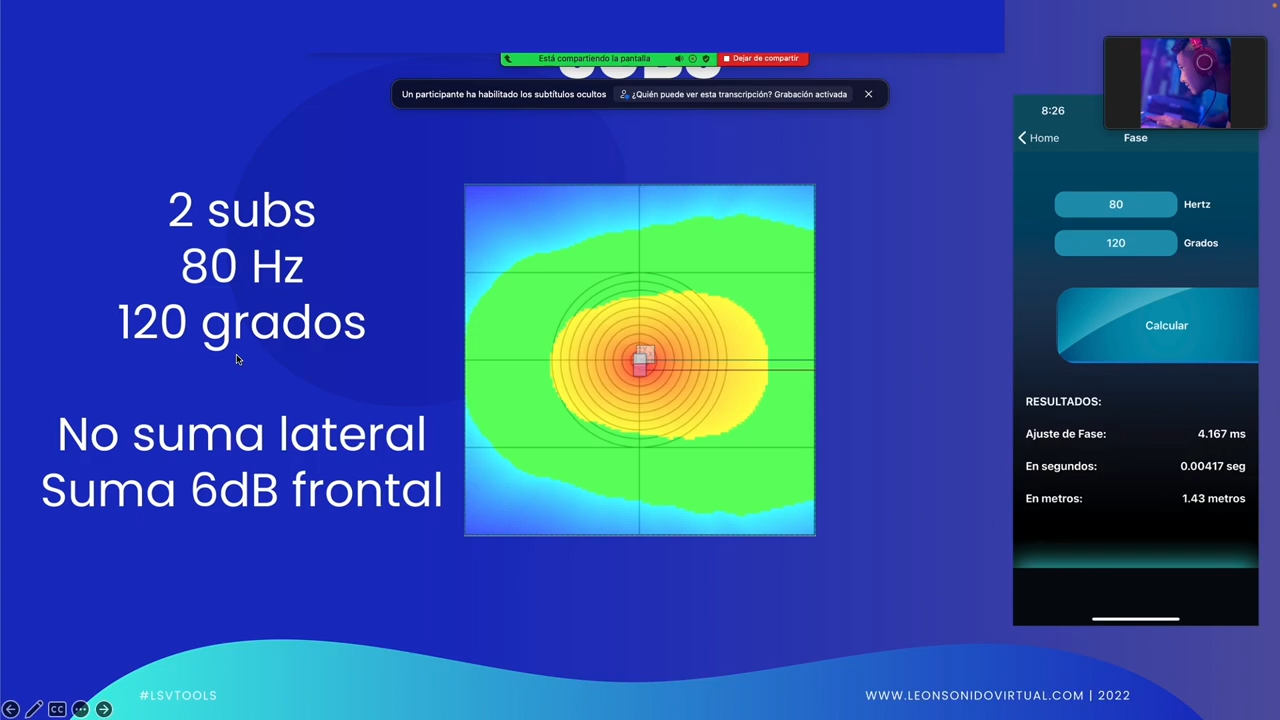 Está compartiendo la pantalla
Dejar de compartir
Un participante ha habilitado los subtítulos ocultos
¿Quién puede ver esta transcripción? Grabación activada
2 subs
80 Hz
120 grados
No suma lateral
Suma 6dB frontal
8:26
Home
Fase
80 Hertz
120 Grados
Calcular
RESULTADOS:
Ajuste de Fase: 4.167 ms
En segundos: 0.00417 seg
En metros: 1.43 metros
#LSVTOOLS
WWW.LEONSONIDOVIRTUAL.COM | 2022
CC